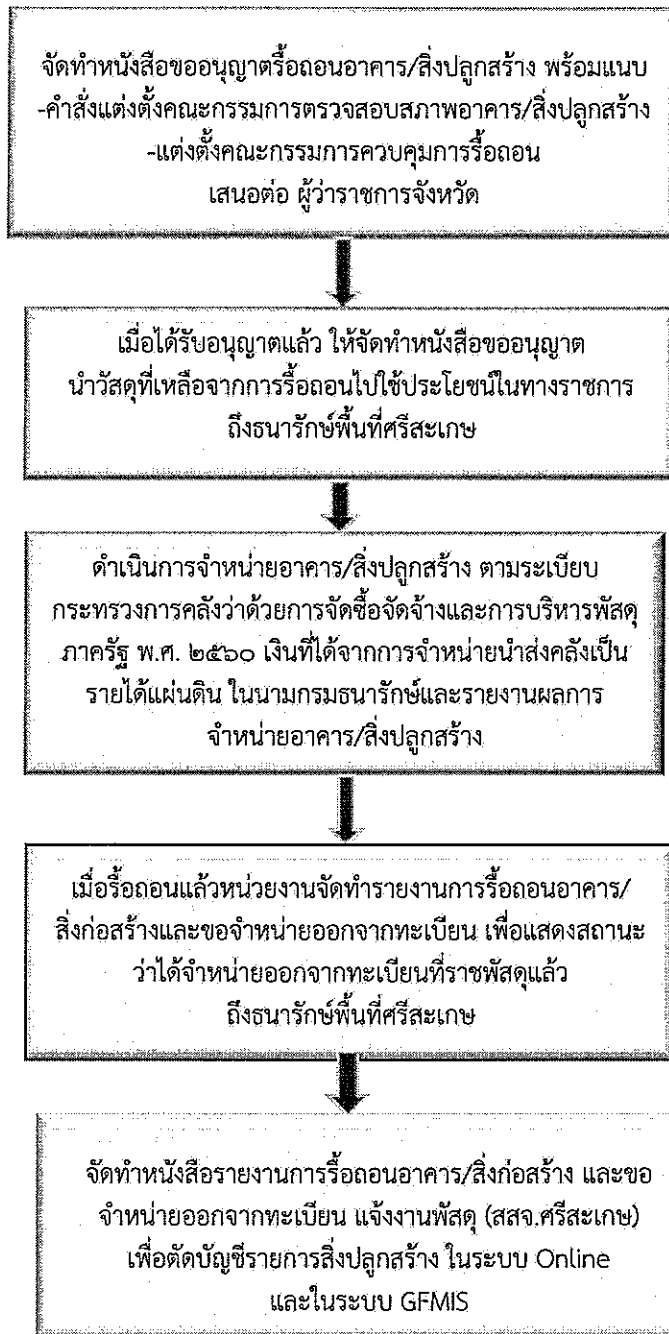 จัดทำหนังสือขออนุญาตรื้อถอนอาคาร/สิ่งปลูกสร้าง พร้อมแนบ
-คำสั่งแต่งตั้งคณะกรรมการตรวจสอบสภาพอาคาร/สิ่งปลูกสร้าง
-แต่งตั้งคณะกรรมการควบคุมการรื้อถอน
เสนอต่อ ผู้ว่าราชการจังหวัด
เมื่อได้รับอนุญาตแล้ว ให้จัดทำหนังสือขออนุญาต
นำวัสดุที่เหลือจากการรื้อถอนไปใช้ประโยชน์ในทางราชการ
ถึงธนารักษ์พื้นที่ศรีสะเกษ
ดำเนินการจำหน่ายอาคาร/สิ่งปลูกสร้าง ตามระเบียบ
กระทรวงการคลังว่าด้วยการจัดซื้อจัดจ้างและการบริหารพัสดุ
ภาครัฐ พ.ศ. ๒๕๖๐ เงินที่ได้จากการจำหน่ายนำส่งคลังเป็น
รายได้แผ่นดิน ในนามกรมธนารักษ์และรายงานผลการ
จำหน่ายอาคาร/สิ่งปลูกสร้าง
เมื่อรื้อถอนแล้วหน่วยงานจัดทำรายงานการรื้อถอนอาคาร/
สิ่งก่อสร้างและขอจำหน่ายออกจากทะเบียน เพื่อแสดงสถานะ
ว่าได้จำหน่ายออกจากทะเบียนที่ราชพัสดุแล้ว
ถึงธนารักษ์พื้นที่ศรีสะเกษ
จัดทำหนังสือรายงานการรื้อถอนอาคาร/สิ่งก่อสร้าง และขอ
จำหน่ายออกจากทะเบียน แจ้งงานพัสดุ (สสจ.ศรีสะเกษ)
เพื่อตัดบัญชีรายการสิ่งปลูกสร้าง ในระบบ Online
และในระบบ GFMIS